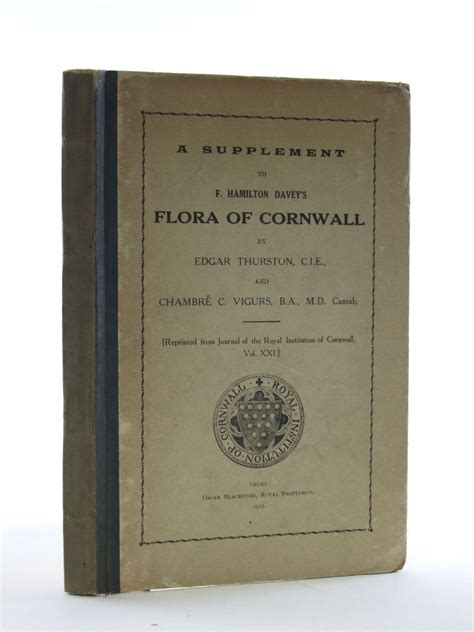 A SUPPLEMENT
TO
F. HAMILTON DAVEY'S
FLORA OF CORNWALL
BY
EDGAR THURSTON, C.I.E.,
AND
CHAMBRÉ C. VIGURS, B.A., M.D. Cantab.
[Reprinted from Journal of the Royal Institution of Cornwall,
Vol. XXI.]
ROYAL INSTITUTION OF CORNWALL
TRURO
OSCAR BLACKFORD, ROYAL PRINTERIES.
1922.